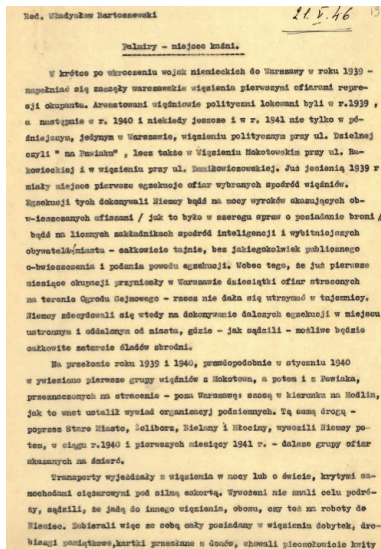 Red. Władysław Bartoszewski
21. V. 46
Palmiry - miejsce kaźni.
W krótce po wkroczeniu wojsk niemieckich do Warszawy w roku 1939 -
napełniać się zaczęły warszawskie więzienia pierwszymi ofiarami repre-
sji okupanta. Aresztowani więźniowie polityczni lokowani byli w r.1939 ,
a następnie w r. 1940 i niekiedy jeszcze i w r. 1941 nie tylko w pó-
źniejszym, jedynym w Warszawie, więzieniu politycznym przy ul. Dzielnej
czyli " na Pawiaku" , lecz także w Więzieniu Mokotowskim przy ul. Ra-
kowieckiej i w więzieniu przy ul. Daniłowiczowskiej. Już jesienią 1939 r
miały miejsce pierwsze egzekucje ofiar wybranych spośród więźniów.
Egzekucji tych dokonywali Niemcy bądź na mocy wyroków skazujących ob-
w-ieszczanych afiszami / jak to było w szeregu spraw o posiadanie broni /
bądź na licznych zakładnikach spośród inteligencji i wybitniejszych
obywateli miasta - całkowicie tajnie, bez jakiegokolwiek publicznego
o-bwieszczenia i podania powodu egzekucji. Wobec tego, że już pierwsze
miesiące okupacji przyniosły w Warszawie dziesiątki ofiar straconych
na terenie Ogrodu Sejmowego - rzecz nie dała się utrzymać w tajemnicy.
Niemcy zdecydowali się wtedy na dokonywanie dalszych egzekucji w miejscu
ustronnym i oddalonym od miasta, gdzie - jak sądzili - możliwe będzie
całkowite zatarcie śladów zbrodni.
Na przełomie roku 1939 i 1940, prawdopodobnie w styczniu 1940
w ywieziono pierwsze grupy więźniów z Mokotowa, a potem i z Pawiaka,
przeznaczonych na stracenie - poza Warszawę: szosą w kierunku na Modlin,
jak to wnet ustalił wywiad organizacji podziemnych. Tą samą drogą -
poprzez Stare Miasto, Żoliborz, Bielany i Młociny, wywozili Niemcy po-
tem, w ciągu r.1940 i pierwszych miesięcy 1941 r. - dalsze grupy ofiar
skazanych na śmierć.
Transporty wyjeżdżały z więzienia w nocy lub o świcie, krytymi sa-
mochodami ciężarowymi pod silną eskortą. Wywożeni nie znali celu podró-
ży, sądzili, że jadą do innego więzienia, obozu, czy też na roboty do
Niemiec. Zabierali więc ze sobą cały posiadany w więzieniu dobytek, dro-
biazgi pamiątkowe,kartki przesłane z domów, chowali pieczołowicie kwity